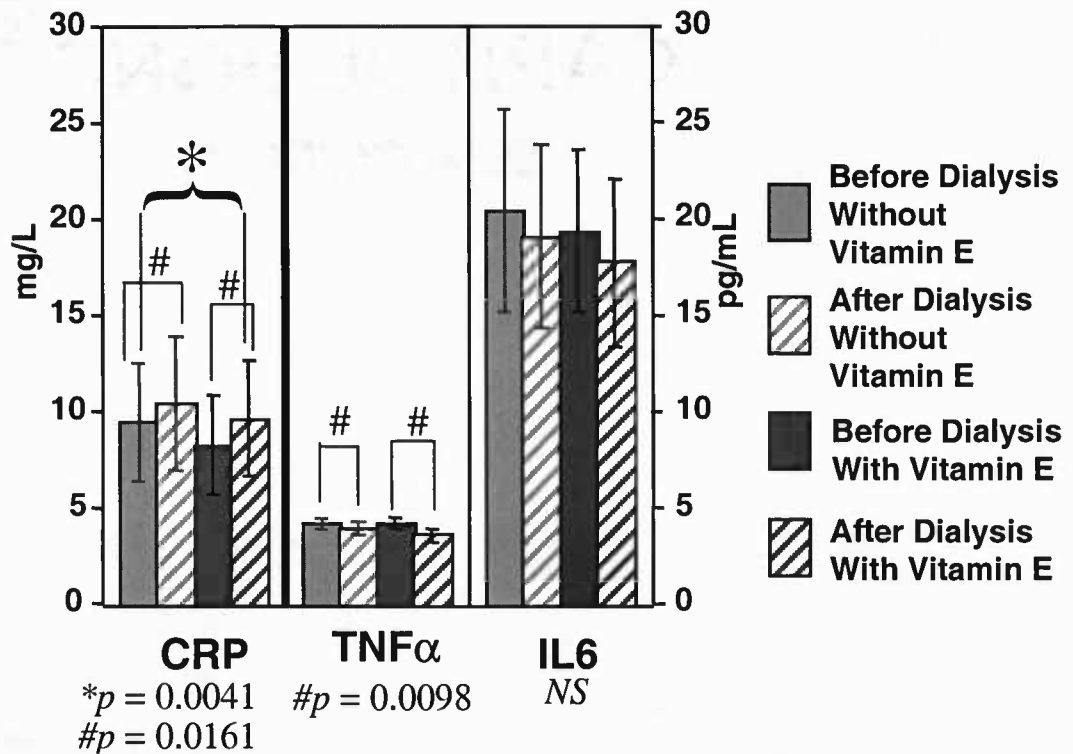 30
25
20
15
10
5
0
mg/L
*
#
#
#
#
30
25
20
15
10
5
0
pg/mL
CRP
*p = 0.0041
#p = 0.0161
TNFα
#p = 0.0098
IL6
NS
Before Dialysis
Without
Vitamin E
After Dialysis
Without
Vitamin E
Before Dialysis
With Vitamin E
After Dialysis
With Vitamin E